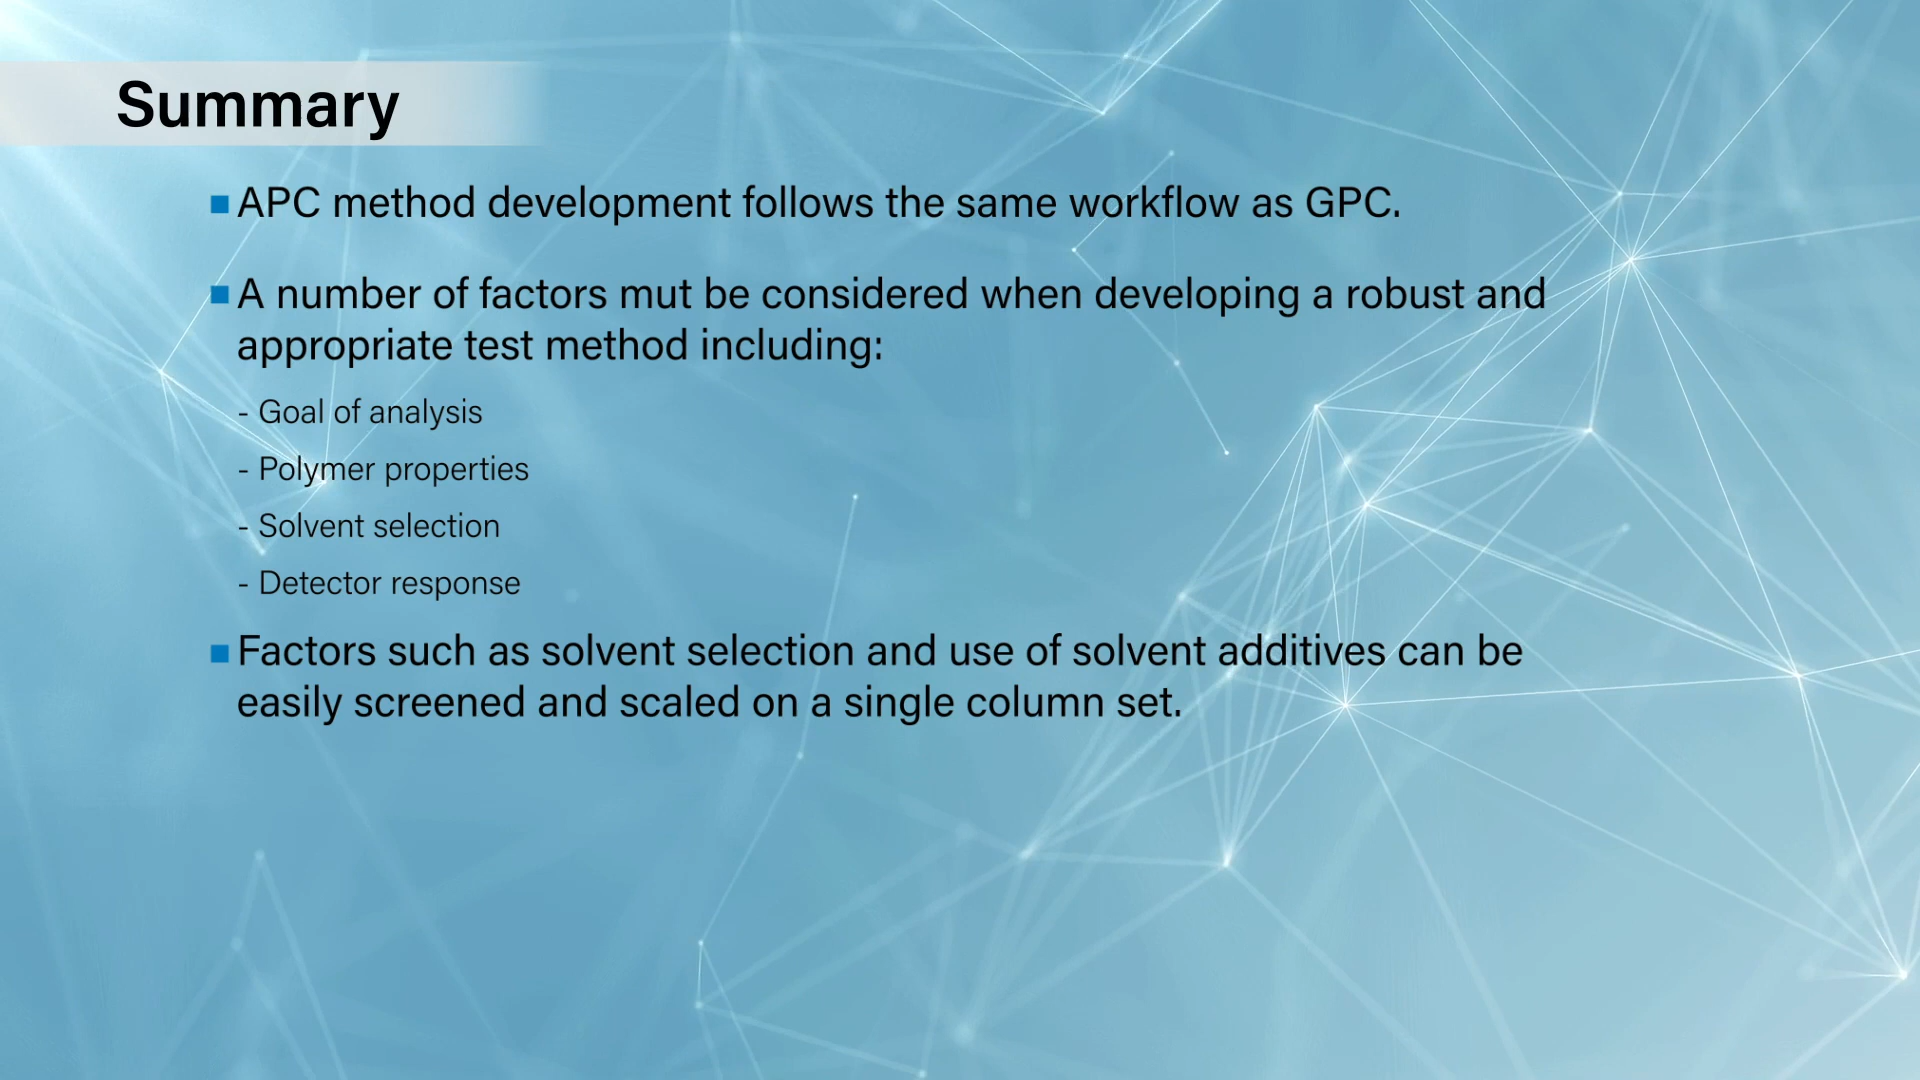 Summary
■ APC method development follows the same workflow as GPC.
■ A number of factors mut be considered when developing a robust and
appropriate test method including:
- Goal of analysis
- Polymer properties
- Solvent selection
- Detector response
■ Factors such as solvent selection and use of solvent additives can be
easily screened and scaled on a single column set.